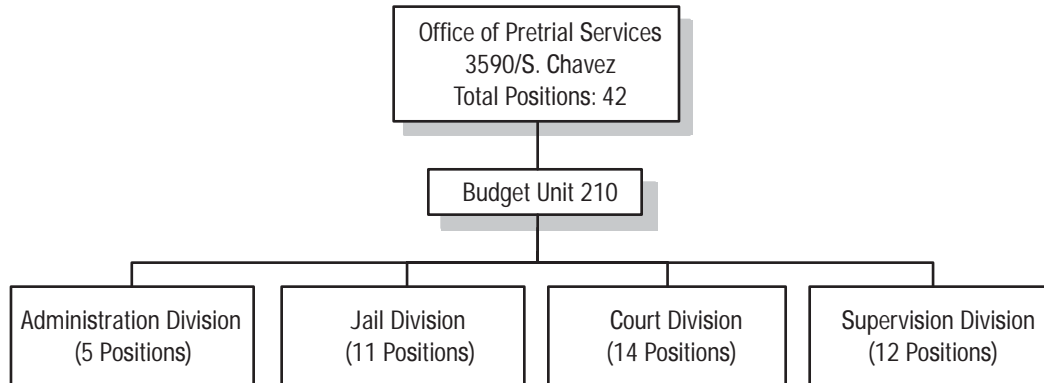 Office of Pretrial Services
3590/S. Chavez
Total Positions: 42
Budget Unit 210
Administration Division
(5 Positions)
Jail Division
(11 Positions)
Court Division
(14 Positions)
Supervision Division
(12 Positions)